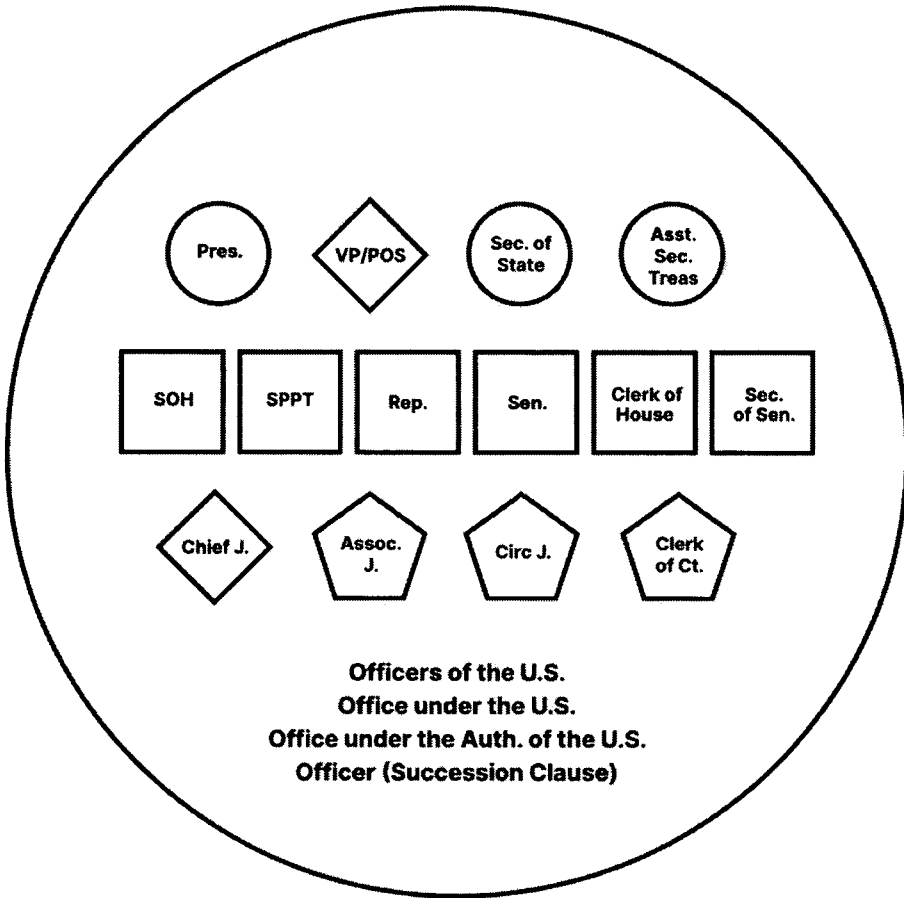 Pres.
VP/POS
Sec. of
State
Asst.
Sec.
Treas
SOH
SPPT
Rep.
Sen.
Clerk of
House
Sec.
of Sen.
Chief J.
Assoc.
J.
Circ J.
Clerk
of Ct.
Officers of the U.S.
Office under the U.S.
Office under the Auth. of the U.S.
Officer (Succession Clause)